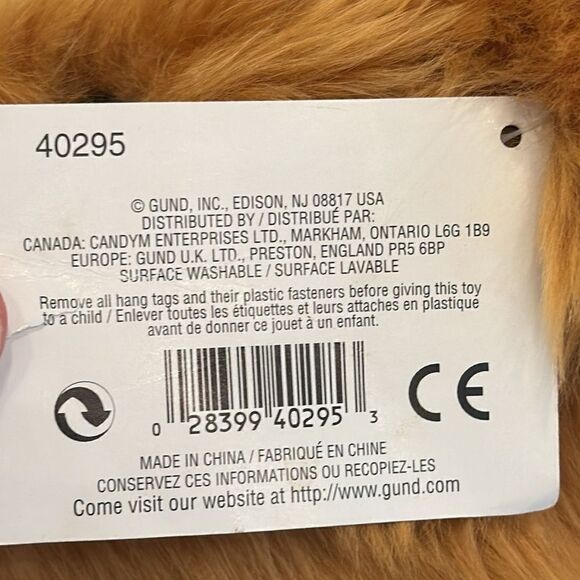 40295
© GUND, INC., EDISON, NJ 08817 USA
DISTRIBUTED BY / DISTRIBUÉ PAR:
CANADA: CANDYM ENTERPRISES LTD., MARKHAM, ONTARIO L6G 1B9
EUROPE: GUND U.K. LTD., PRESTON, ENGLAND PR5 6BP
SURFACE WASHABLE / SURFACE LAVABLE
Remove all hang tags and their plastic fasteners before giving this toy
to a child / Enlever toutes les étiquettes et leurs attaches en plastique
avant de donner ce jouet à un enfant.
0 28399 40295 3
CE
MADE IN CHINA / FABRIQUÉ EN CHINE
CONSERVEZ CES INFORMATIONS OU RECOPIEZ-LES
Come visit our website at http://www.gund.com